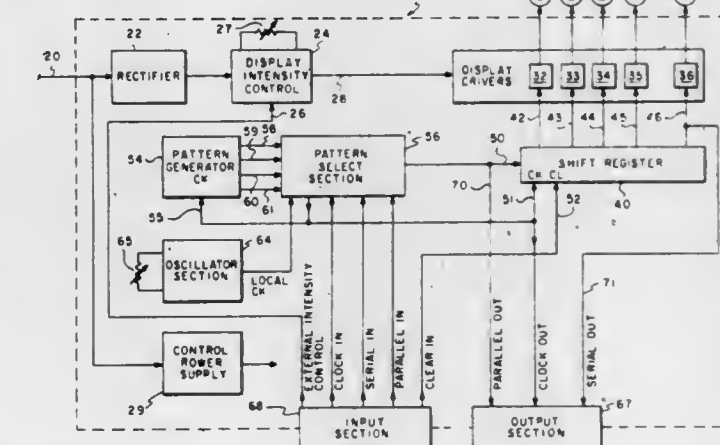 27
20
22
RECTIFIER
24
DISPLAY
INTENSITY
CONTROL
28
26
DISPLAY
DRIVERS
32
33
34
35
36
42
43
44
45
46
54
PATTERN
GENERATOR
CK
59
58
60
61
55
56
PATTERN
SELECT
SECTION
50
70
SHIFT REGISTER
CK CL
51
52
40
65
64
OSCILLATOR
SECTION
LOCAL
CK
71
CONTROL
POWER
SUPPLY
29
EXTERNAL INTENSITY
CONTROL
CLOCK IN
SERIAL IN
PARALLEL IN
CLEAR IN
PARALLEL OUT
CLOCK OUT
SERIAL OUT
68
INPUT
SECTION
67
OUTPUT
SECTION